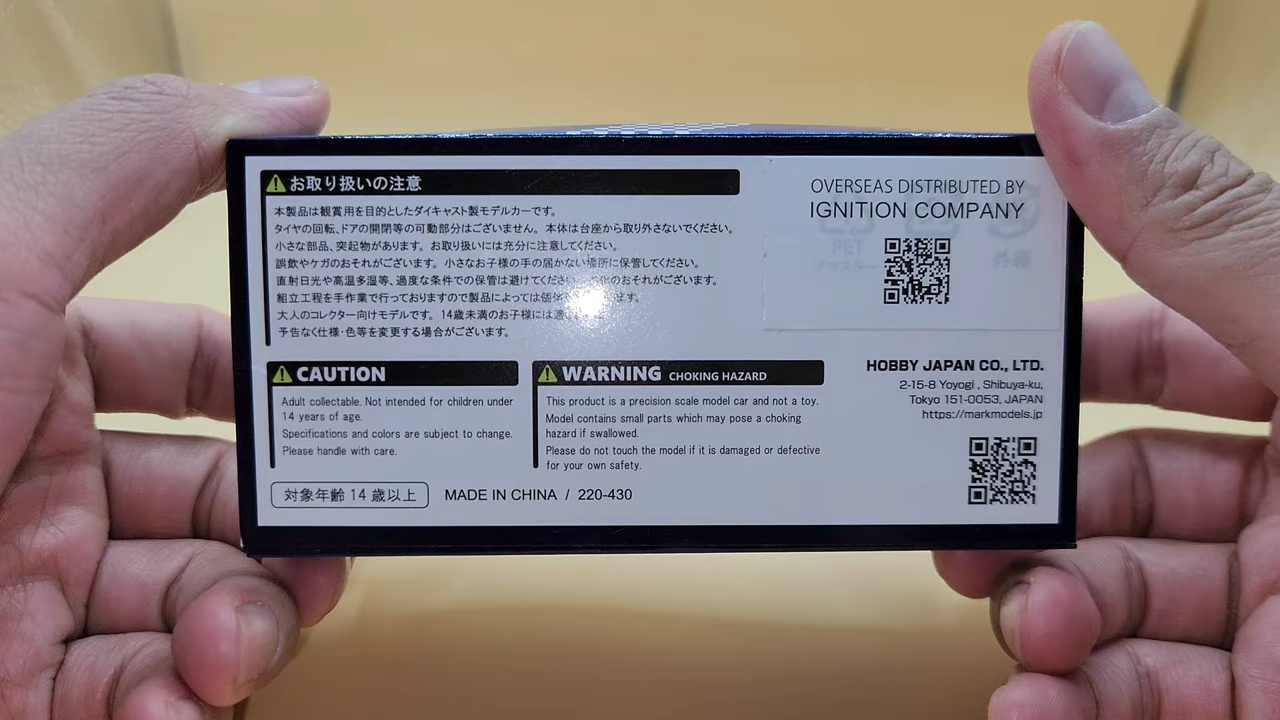 お取り扱いの注意
本製品は観賞用を目的としたダイキャスト製モデルカーです。
タイヤの回転、ドアの開閉等の可動部分はございません。本体は台座から取り外さないでください。
小さな部品、突起物があります。お取り扱いには充分に注意してください。
誤飲やケガのおそれがございます。小さなお子様の手の届かない場所に保管してください。
直射日光や高温多湿等、過度な条件での保管は避けてください のおそれがございます。
組立工程を手作業で行っておりますので製品によっては個体 ます。
大人のコレクター向けモデルです。14歳未満のお子様には
予告なく仕様・色等を変更する場合がございます。
OVERSEAS DISTRIBUTED BY
IGNITION COMPANY
PET
CAUTION
Adult collectable. Not intended for children under
14 years of age.
Specifications and colors are subject to change.
Please handle with care.
WARNING CHOKING HAZARD
This product is a precision scale model car and not a toy.
Model contains small parts which may pose a choking
hazard if swallowed.
Please do not touch the model if it is damaged or defective
for your own safety.
HOBBY JAPAN CO., LTD.
2-15-8 Yoyogi , Shibuya-ku,
Tokyo 151-0053, JAPAN
https://markmodels.jp
対象年齢 14 歳以上
MADE IN CHINA / 220-430